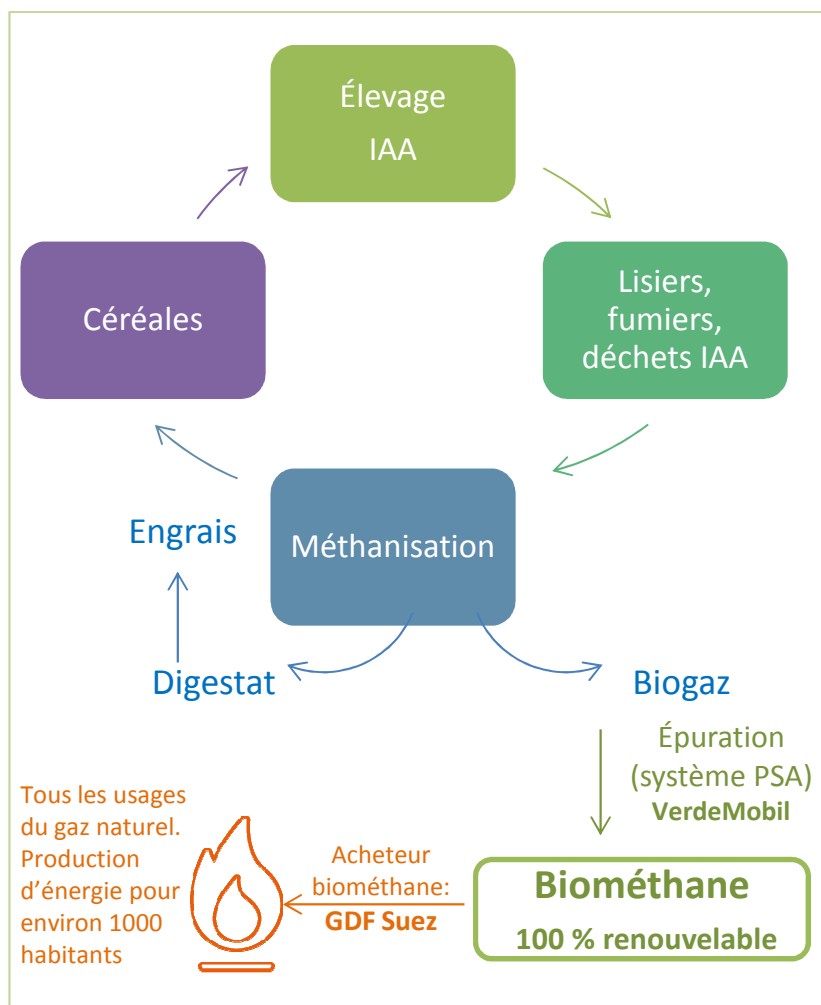 Élevage
IAA
Céréales
Lisiers,
fumiers,
déchets IAA
Méthanisation
Engrais
Digestat
Biogaz
Épuration
(système PSA)
VerdeMobil
Tous les usages
du gaz naturel.
Production
d’énergie pour
environ 1000
habitants
Acheteur
biométhane:
GDF Suez
Biométhane
100 % renouvelable